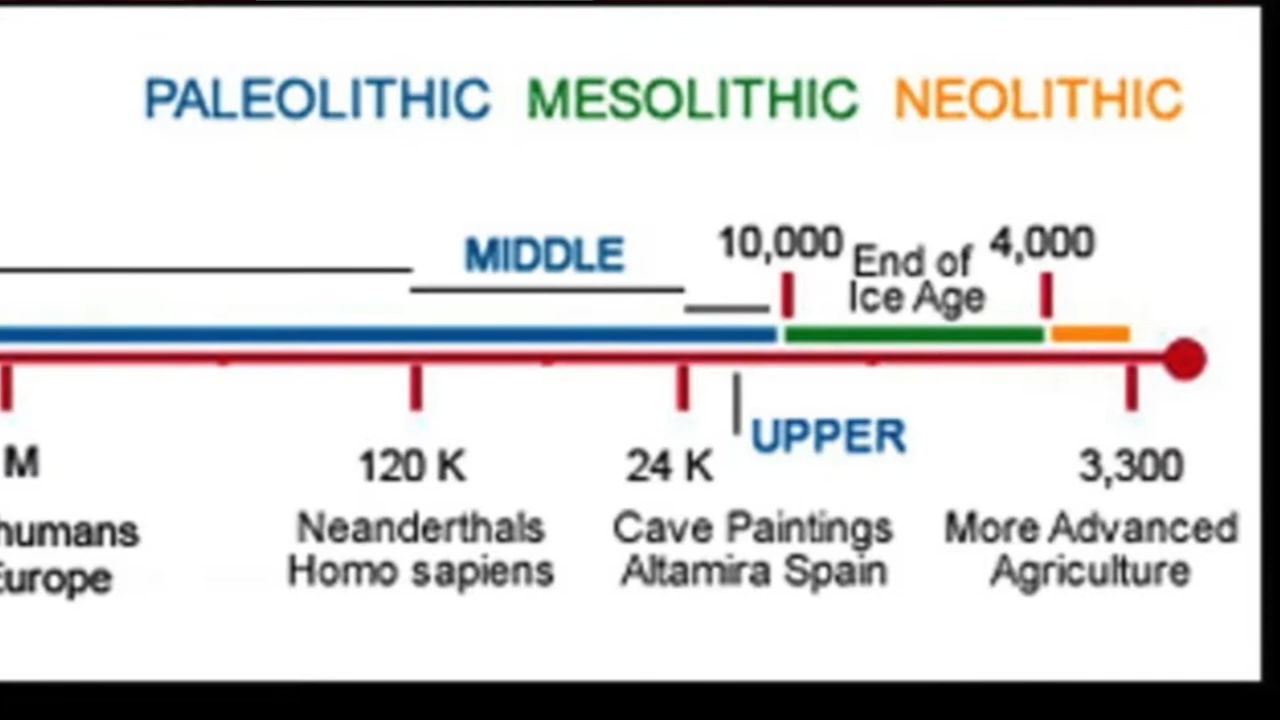 PALEOLITHIC MESOLITHIC NEOLITHIC
MIDDLE
10,000
End of
Ice Age
4,000
UPPER
M
humans
Europe
120 K
Neanderthals
Homo sapiens
24 K
Cave Paintings
Altamira Spain
3,300
More Advanced
Agriculture